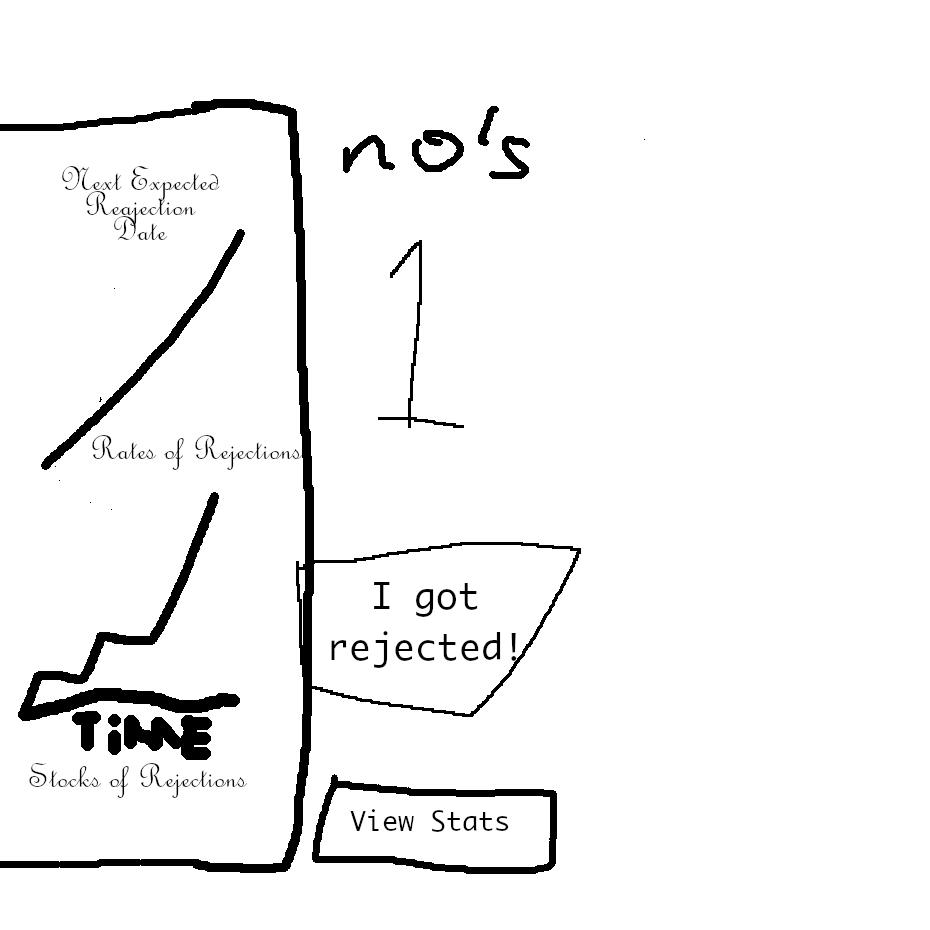 Next Expected
Reajection
Date
Rates of Rejections
TiME
Stocks of Rejections
no's
1
I got
rejected!
View Stats